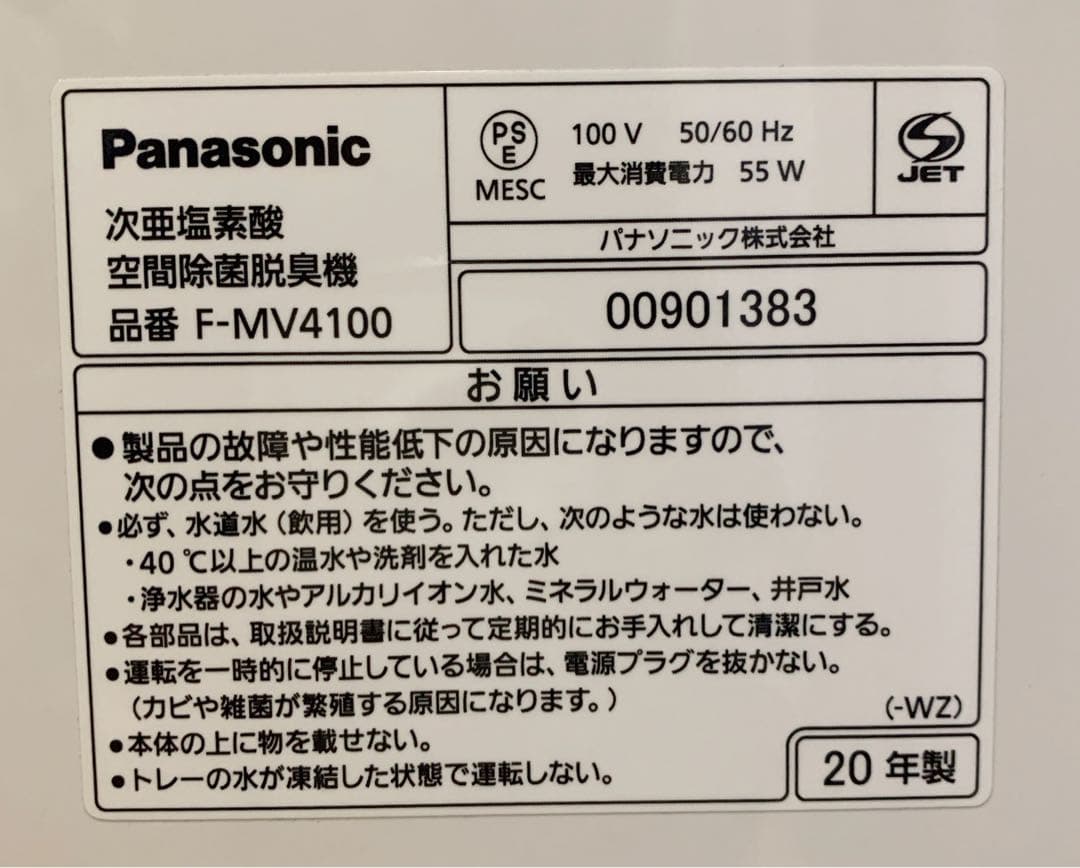 Panasonic
次亜塩素酸
空間除菌脱臭機
品番 F-MV4100
PS
E
MESC
100 V 50/60 Hz
最大消費電力 55 W
JET
パナソニック株式会社
00901383
お願い
●製品の故障や性能低下の原因になりますので、
次の点をお守りください。
●必ず、水道水（飲用）を使う。ただし、次のような水は使わない。
・40 ℃以上の温水や洗剤を入れた水
・浄水器の水やアルカリイオン水、ミネラルウォーター、井戸水
●各部品は、取扱説明書に従って定期的にお手入れして清潔にする。
●運転を一時的に停止している場合は、電源プラグを抜かない。
（カビや雑菌が繁殖する原因になります。）
●本体の上に物を載せない。
●トレーの水が凍結した状態で運転しない。
(-WZ)
20 年製